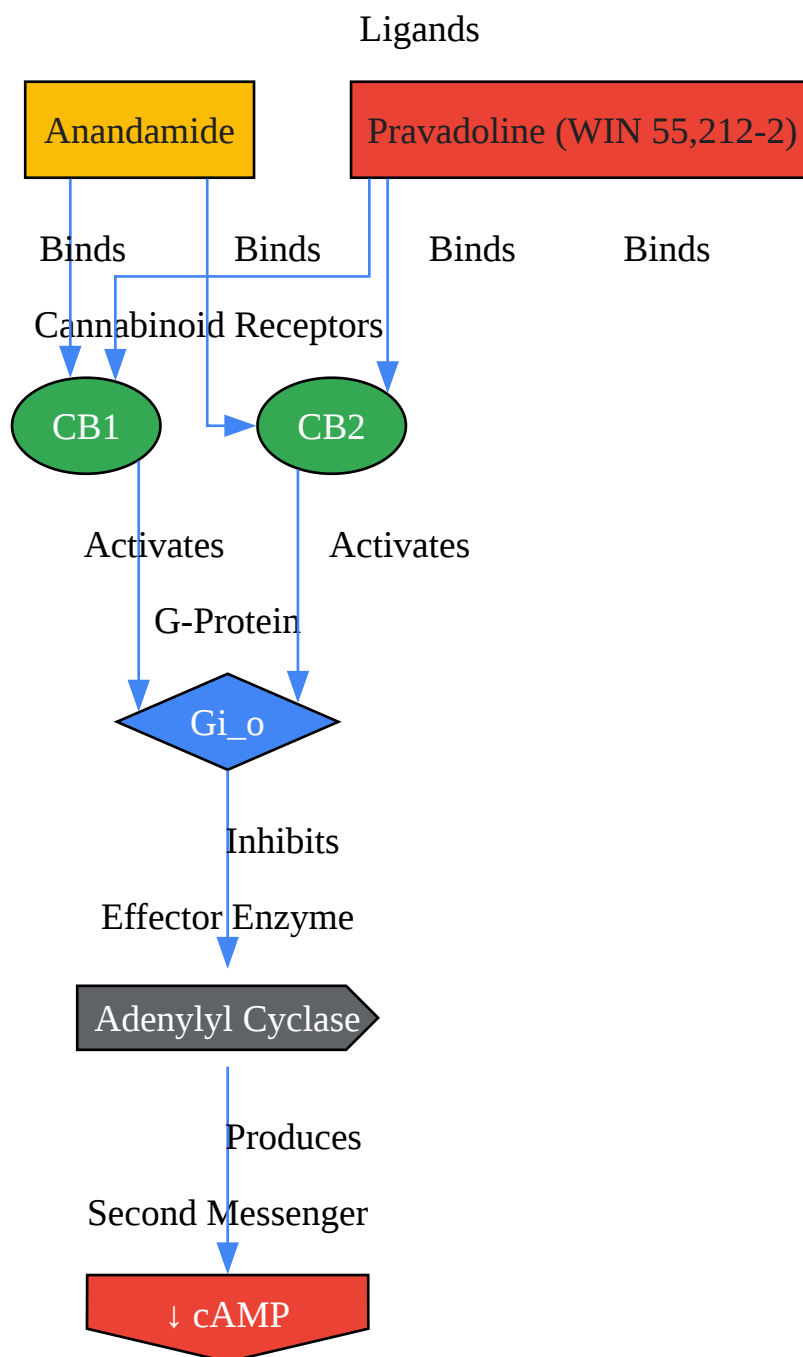 Ligands
Anandamide
Pravadoline (WIN 55,212-2)
Binds
Binds
Binds
Binds
Cannabinoid Receptors
CB1
CB2
Activates
Activates
G-Protein
Gi_o
Inhibits
Effector Enzyme
Adenylyl Cyclase
Produces
Second Messenger
↓ cAMP